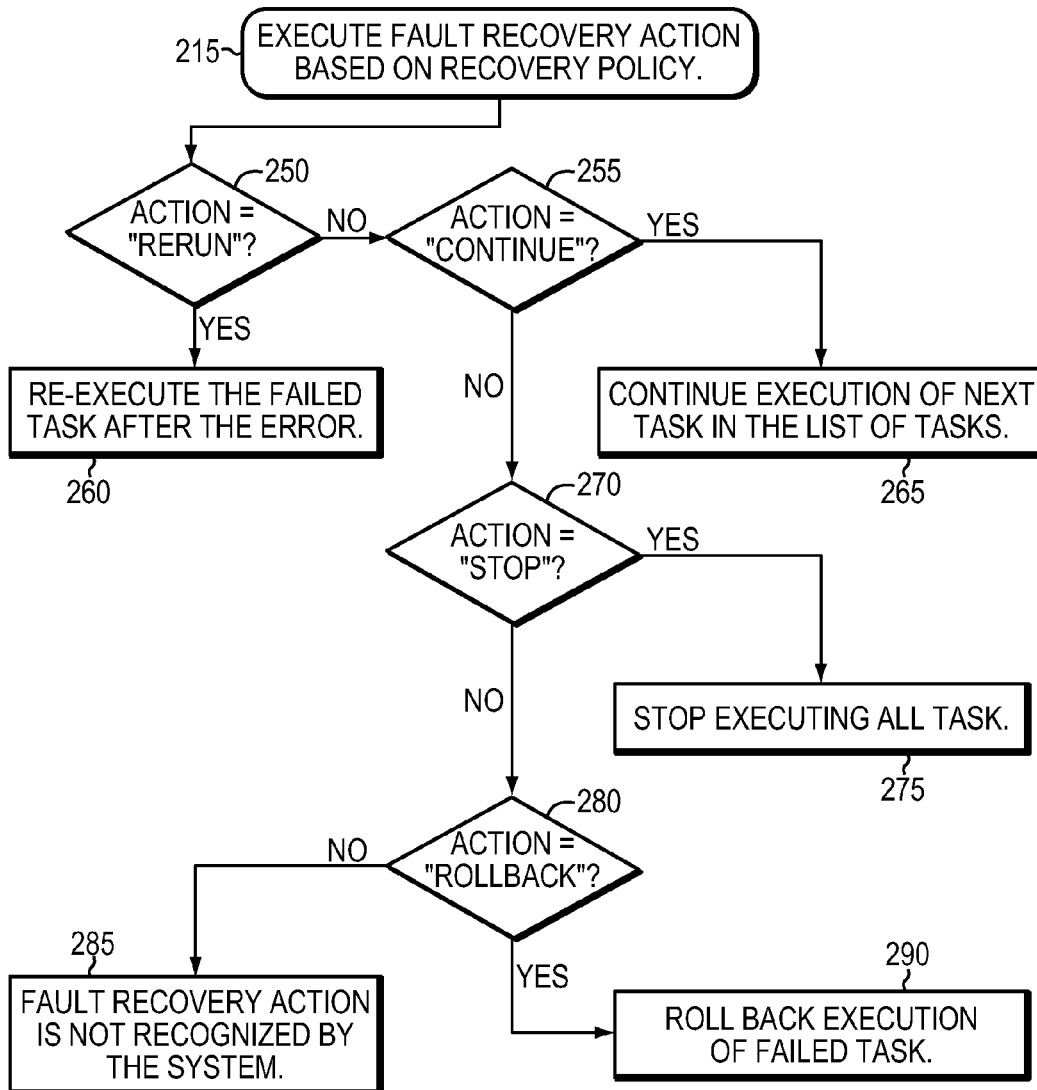 215
EXECUTE FAULT RECOVERY ACTION
BASED ON RECOVERY POLICY.
250
ACTION =
"RERUN"?
NO
255
ACTION =
"CONTINUE"?
YES
YES
NO
RE-EXECUTE THE FAILED
TASK AFTER THE ERROR.
260
CONTINUE EXECUTION OF NEXT
TASK IN THE LIST OF TASKS.
265
270
ACTION =
"STOP"?
YES
NO
STOP EXECUTING ALL TASK.
275
280
ACTION =
"ROLLBACK"?
NO
YES
285
FAULT RECOVERY ACTION
IS NOT RECOGNIZED BY
THE SYSTEM.
290
ROLL BACK EXECUTION
OF FAILED TASK.